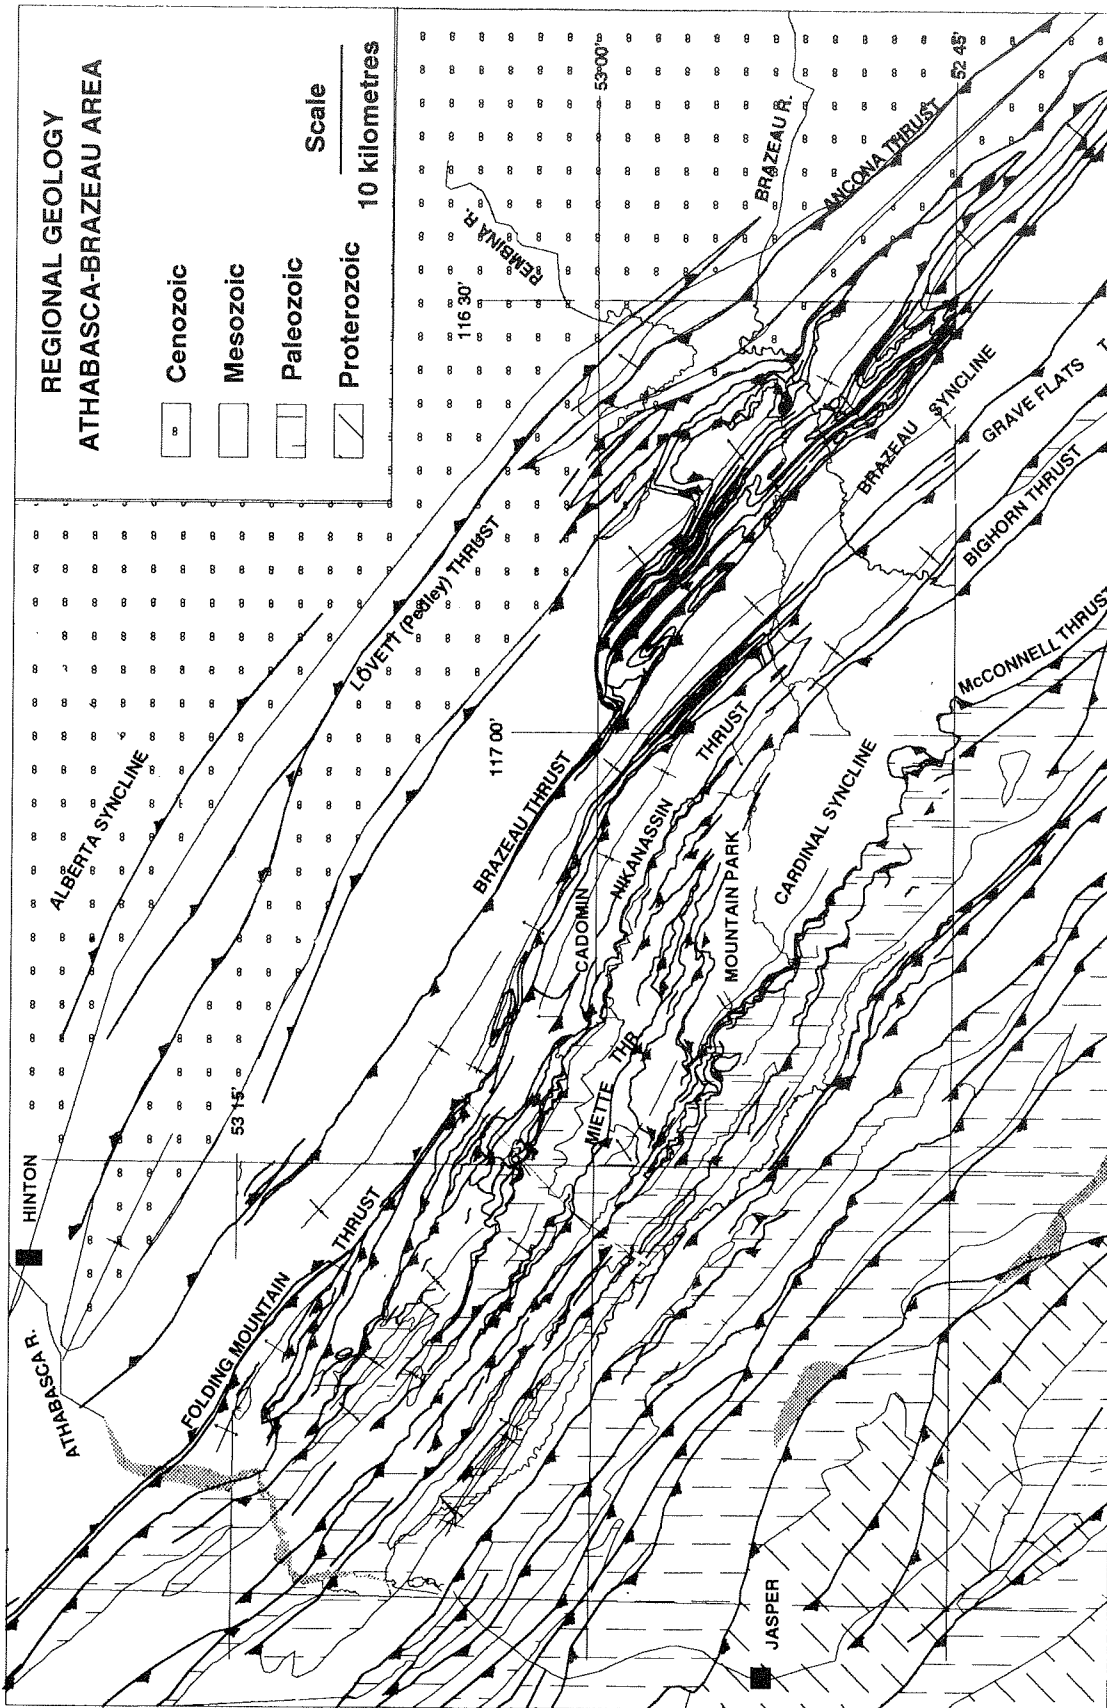 REGIONAL GEOLOGY
ATHABASCA-BRAZEAU AREA
Cenozoic
Mesozoic
Paleozoic
Proterozoic
Scale
10 kilometres
HINTON
ATHABASCA R.
ALBERTA SYNCLINE
LOVETT (Pedley) THRUST
PEMBINA R.
BRAZEAU R.
ANCONA THRUST
53°00'
52 45'
116 30'
117 00'
53 15'
FOLDING MOUNTAIN
THRUST
BRAZEAU THRUST
CADOMIN
NIKANASSIN
THRUST
MIETTE THR
MOUNTAIN PARK
CARDINAL SYNCLINE
BRAZEAU SYNCLINE
GRAVE FLATS T
BIGHORN THRUST
McCONNELL THRUST
JASPER